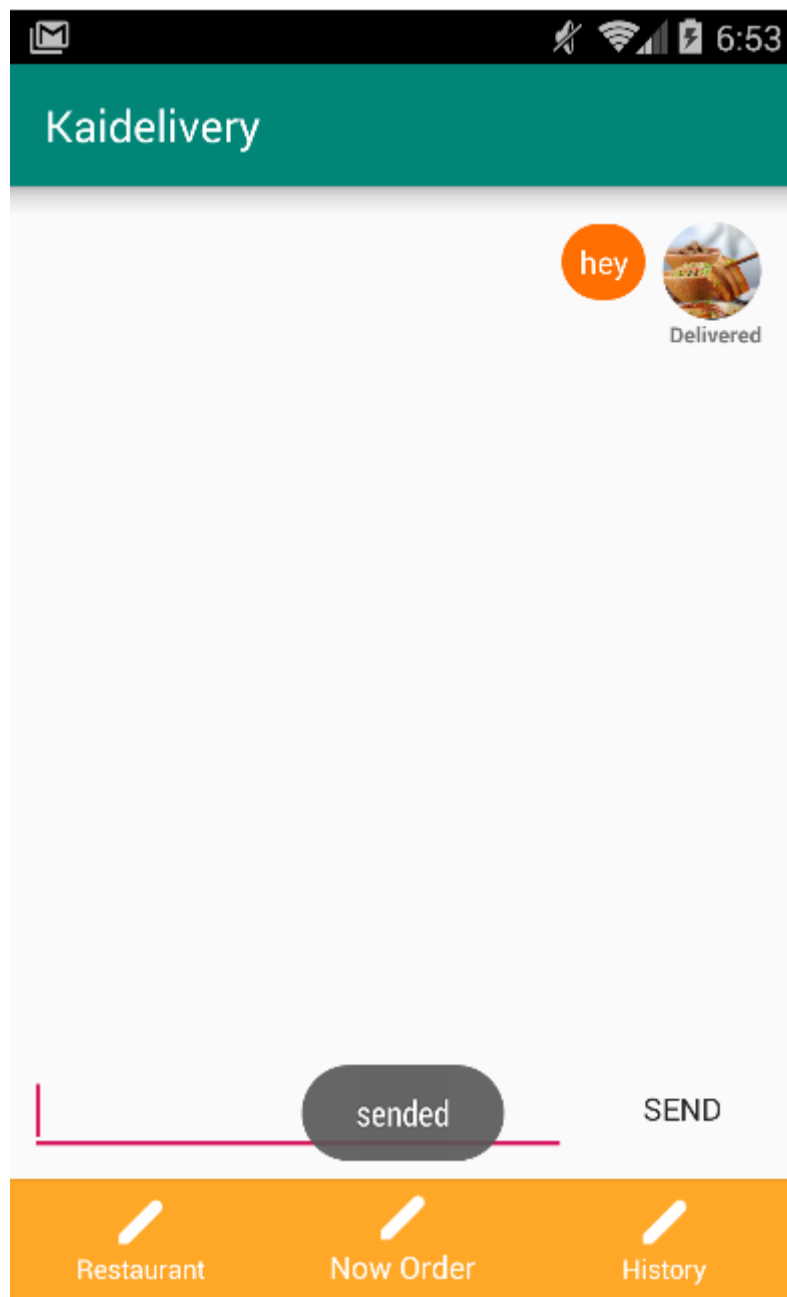 6:53
Kaidelivery
hey
Delivered
sended
SEND
Restaurant
Now Order
History